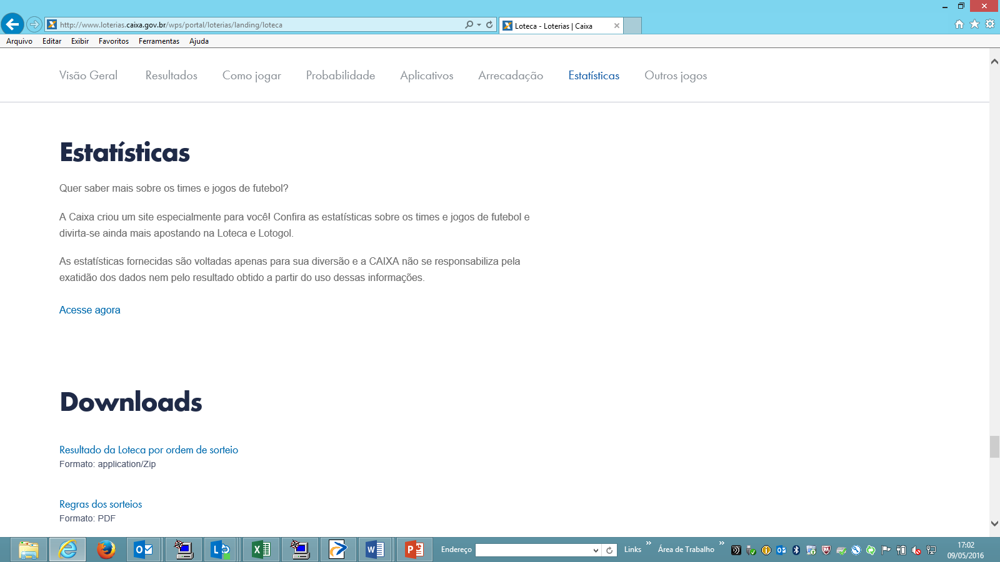 http://www.loterias.caixa.gov.br/wps/portal/loterias/landing/loteca
Loteca - Loterias | Caixa
Arquivo Editar Exibir Favoritos Ferramentas Ajuda
Visão Geral Resultados Como jogar Probabilidade Aplicativos Arrecadação Estatísticas Outros jogos
Estatísticas
Quer saber mais sobre os times e jogos de futebol?
A Caixa criou um site especialmente para você! Confira as estatísticas sobre os times e jogos de futebol e
divirta-se ainda mais apostando na Loteca e Lotogol.
As estatísticas fornecidas são voltadas apenas para sua diversão e a CAIXA não se responsabiliza pela
exatidão dos dados nem pelo resultado obtido a partir do uso dessas informações.
Acesse agora
Downloads
Resultado da Loteca por ordem de sorteio
Formato: application/Zip
Regras dos sorteios
Formato: PDF
Endereço Links » Área de Trabalho »
17:02
09/05/2016